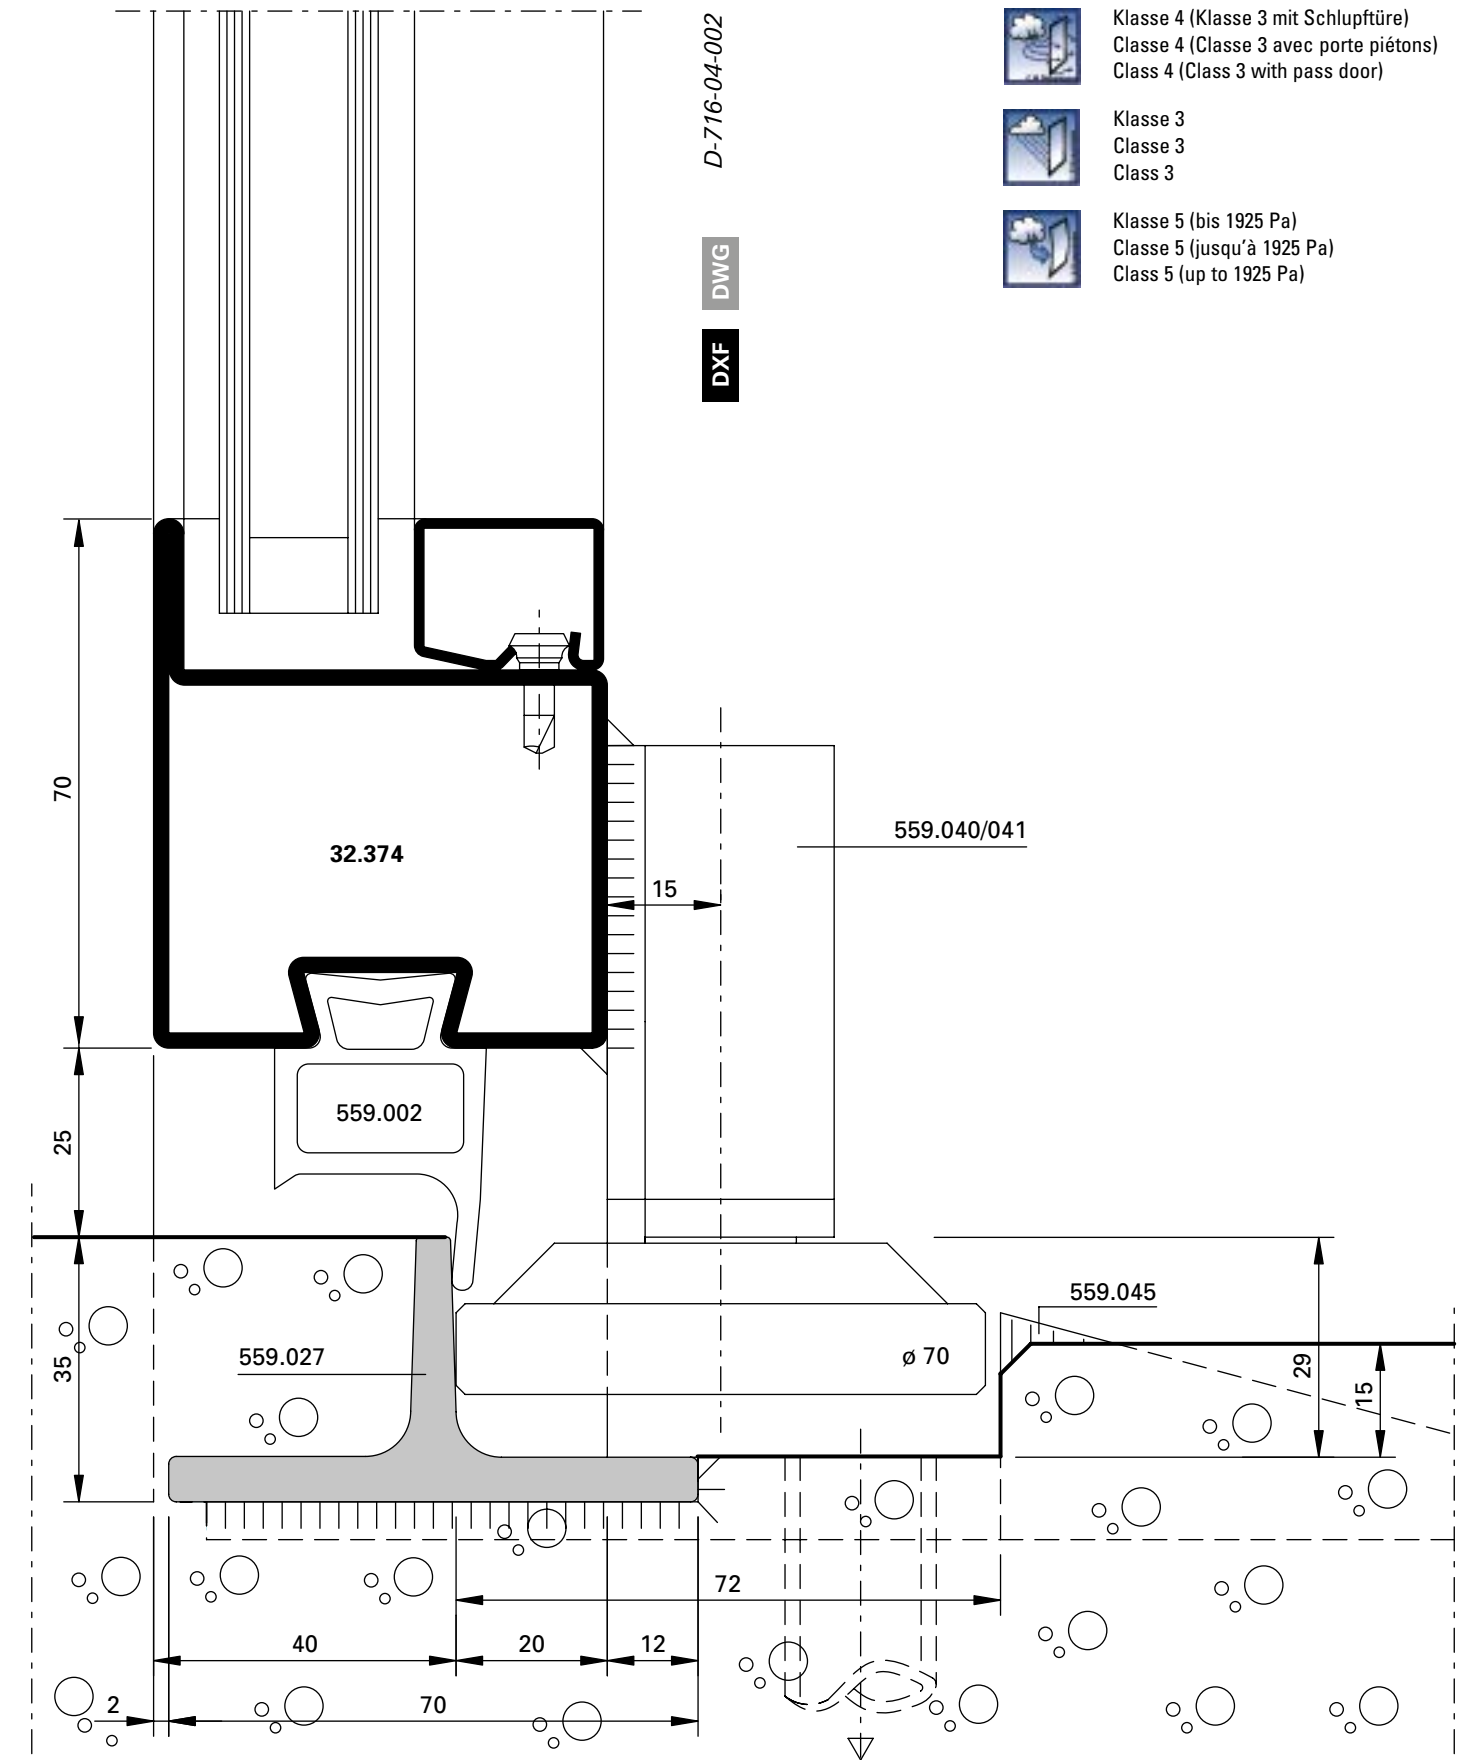 D-716-04-002
DWG
DXF
Klasse 4 (Klasse 3 mit Schlupftüre)
Classe 4 (Classe 3 avec porte piétons)
Class 4 (Class 3 with pass door)
Klasse 3
Classe 3
Class 3
Klasse 5 (bis 1925 Pa)
Classe 5 (jusqu'à 1925 Pa)
Class 5 (up to 1925 Pa)
70
32.374
559.040/041
15
25
559.002
35
559.027
559.045
ø 70
29
15
72
40
20
12
2
70